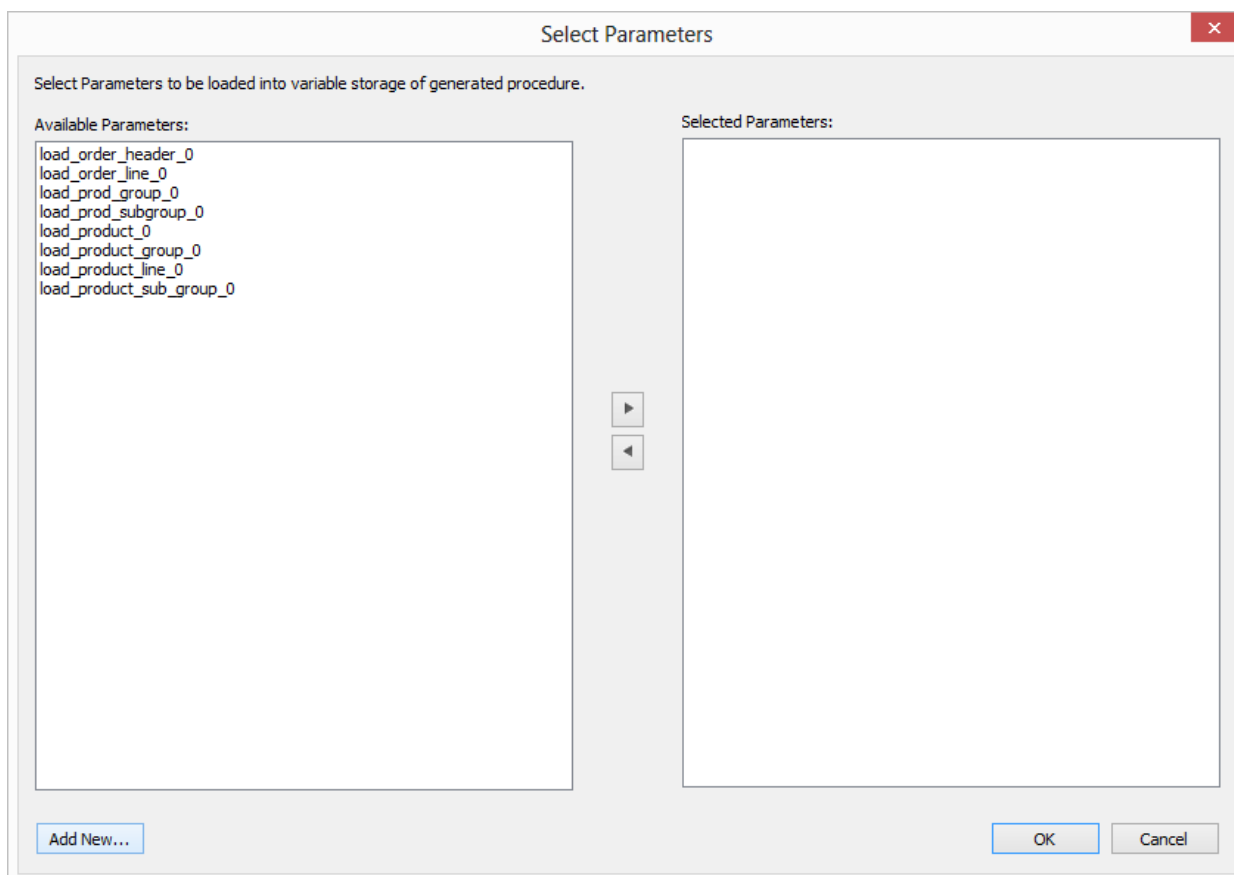 Select Parameters
Select Parameters to be loaded into variable storage of generated procedure.
Available Parameters:
Selected Parameters:
load_order_header_0
load_order_line_0
load_prod_group_0
load_prod_subgroup_0
load_product_0
load_product_group_0
load_product_line_0
load_product_sub_group_0
Add New...
OK
Cancel